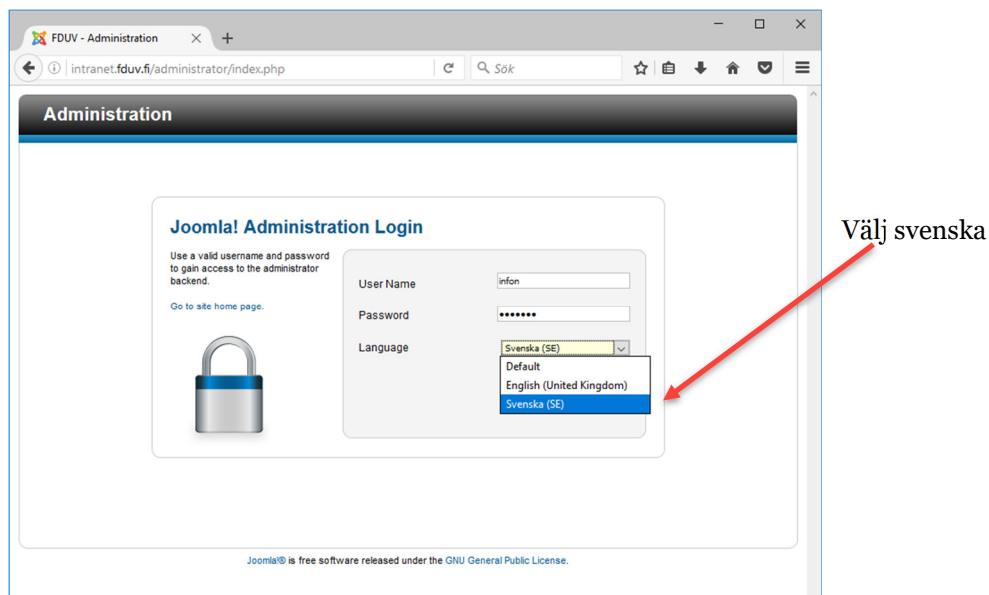 FDUV - Administration
intranet.fduv.fi/administrator/index.php
Sök
Administration
Joomla! Administration Login
Use a valid username and password
to gain access to the administrator
backend.
Go to site home page.
User Name
infon
Password
•••••••
Language
Svenska (SE)
Default
English (United Kingdom)
Svenska (SE)
Välj svenska
Joomla!® is free software released under the GNU General Public License.